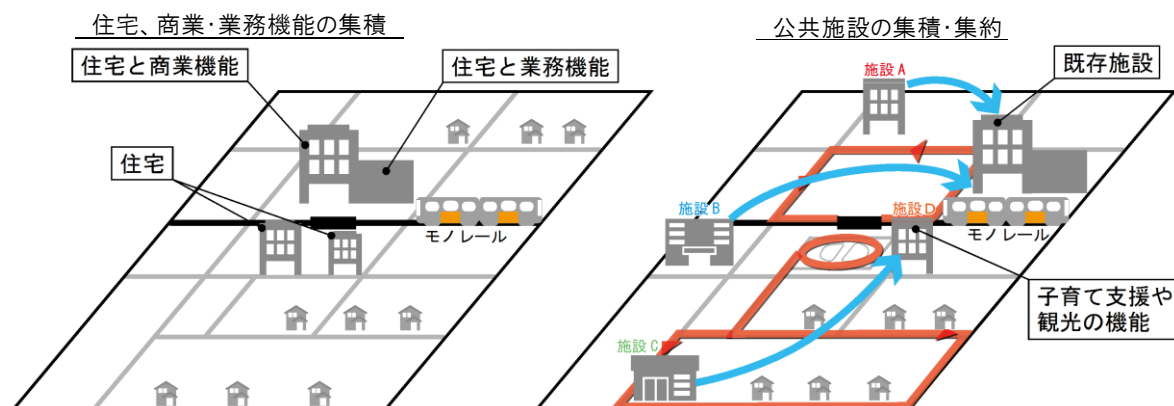 住宅、商業･業務機能の集積
住宅と商業機能
住宅と業務機能
住宅
モノレール
公共施設の集積･集約
施設A
既存施設
施設B
施設D
モノレール
施設C
子育て支援や
観光の機能